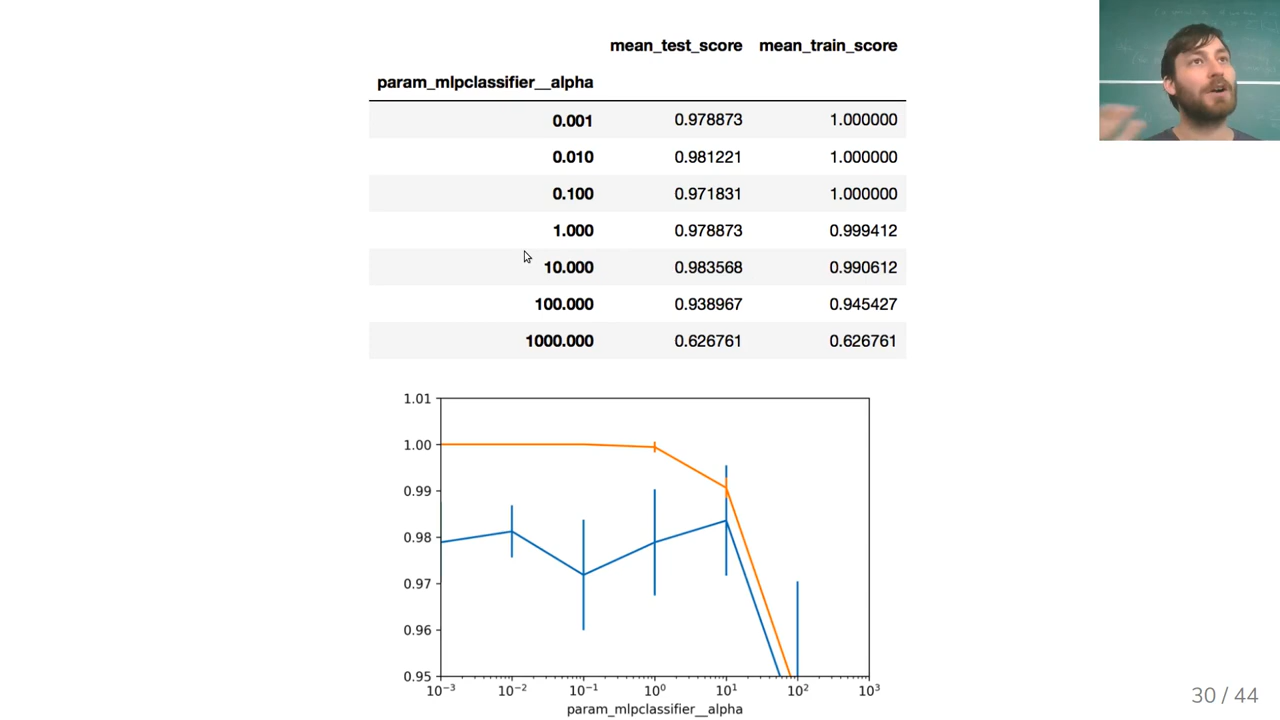 mean_test_score mean_train_score
param_mlpclassifier__alpha
0.001 0.978873 1.000000
0.010 0.981221 1.000000
0.100 0.971831 1.000000
1.000 0.978873 0.999412
10.000 0.983568 0.990612
100.000 0.938967 0.945427
1000.000 0.626761 0.626761
1.01
1.00
0.99
0.98
0.97
0.96
0.95
10⁻³ 10⁻² 10⁻¹ 10⁰ 10¹ 10² 10³
param_mlpclassifier__alpha
30 / 44